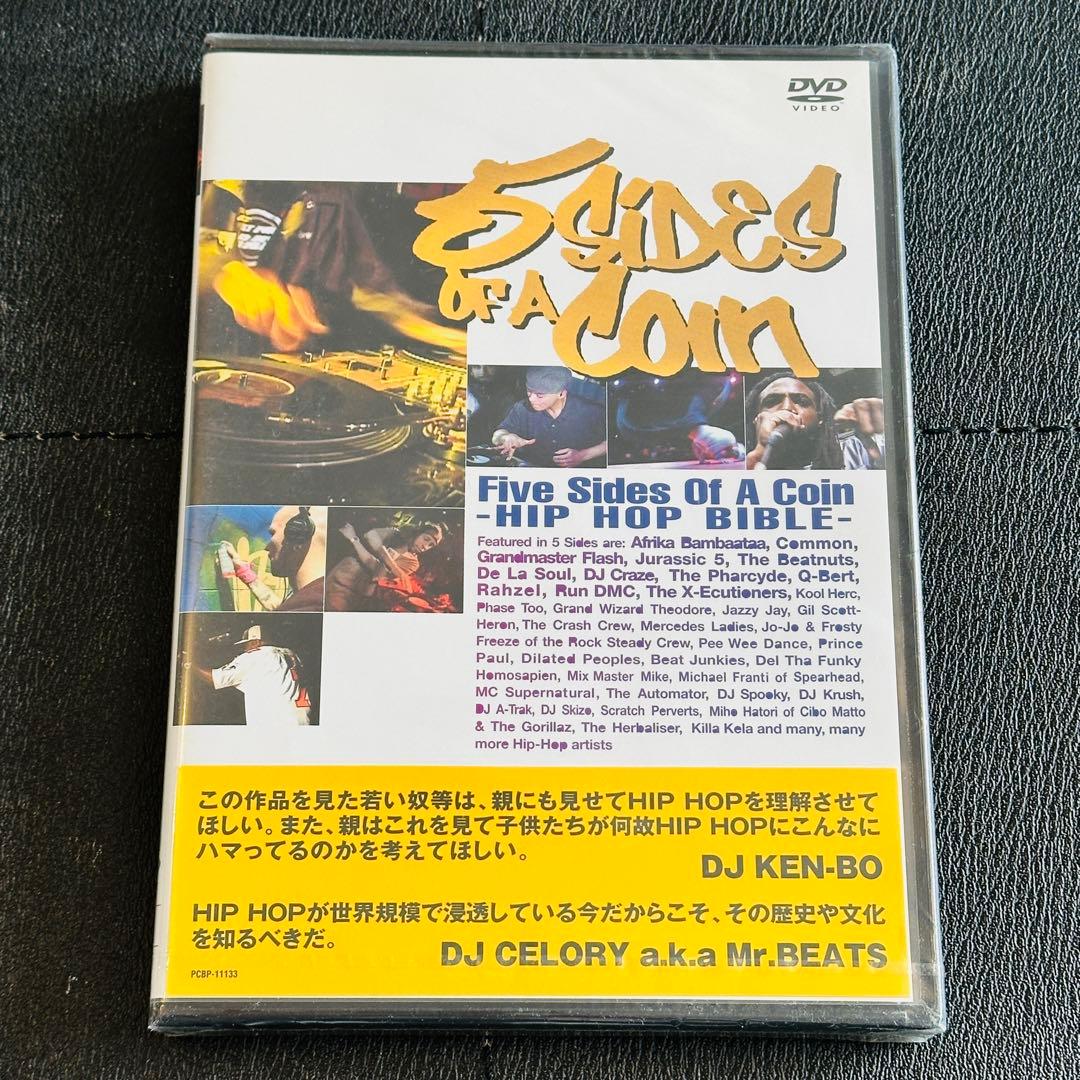 DVD
VIDEO
5 SiDES
OF A Coin
Five Sides Of A Coin
-HIP HOP BIBLE-
Featured in 5 Sides are: Afrika Bambaataa, Common,
Grandmaster Flash, Jurassic 5, The Beatnuts,
De La Soul, DJ Craze, The Pharcyde, Q-Bert,
Rahzel, Run DMC, The X-Ecutioners, Kool Herc,
Phase Too, Grand Wizard Theodore, Jazzy Jay, Gil Scott-
Heron, The Crash Crew, Mercedes Ladies, Jo-Jo & Frosty
Freeze of the Rock Steady Crew, Pee Wee Dance, Prince
Paul, Dilated Peoples, Beat Junkies, Del Tha Funky
Homosapien, Mix Master Mike, Michael Franti of Spearhead,
MC Supernatural, The Automator, DJ Spooky, DJ Krush,
DJ A-Trak, DJ Skizo, Scratch Perverts, Miho Hatori of Cibo Matto
& The Gorillaz, The Herbaliser, Killa Kela and many, many
more Hip-Hop artists
この作品を見た若い奴等は、親にも見せてHIP HOPを理解させて
ほしい。また、親はこれを見て子供たちが何故HIP HOPにこんなに
ハマってるのかを考えてほしい。
DJ KEN-BO
HIP HOPが世界規模で浸透している今だからこそ、その歴史や文化
を知るべきだ。
DJ CELORY a.k.a Mr.BEATS
PCBP-11133